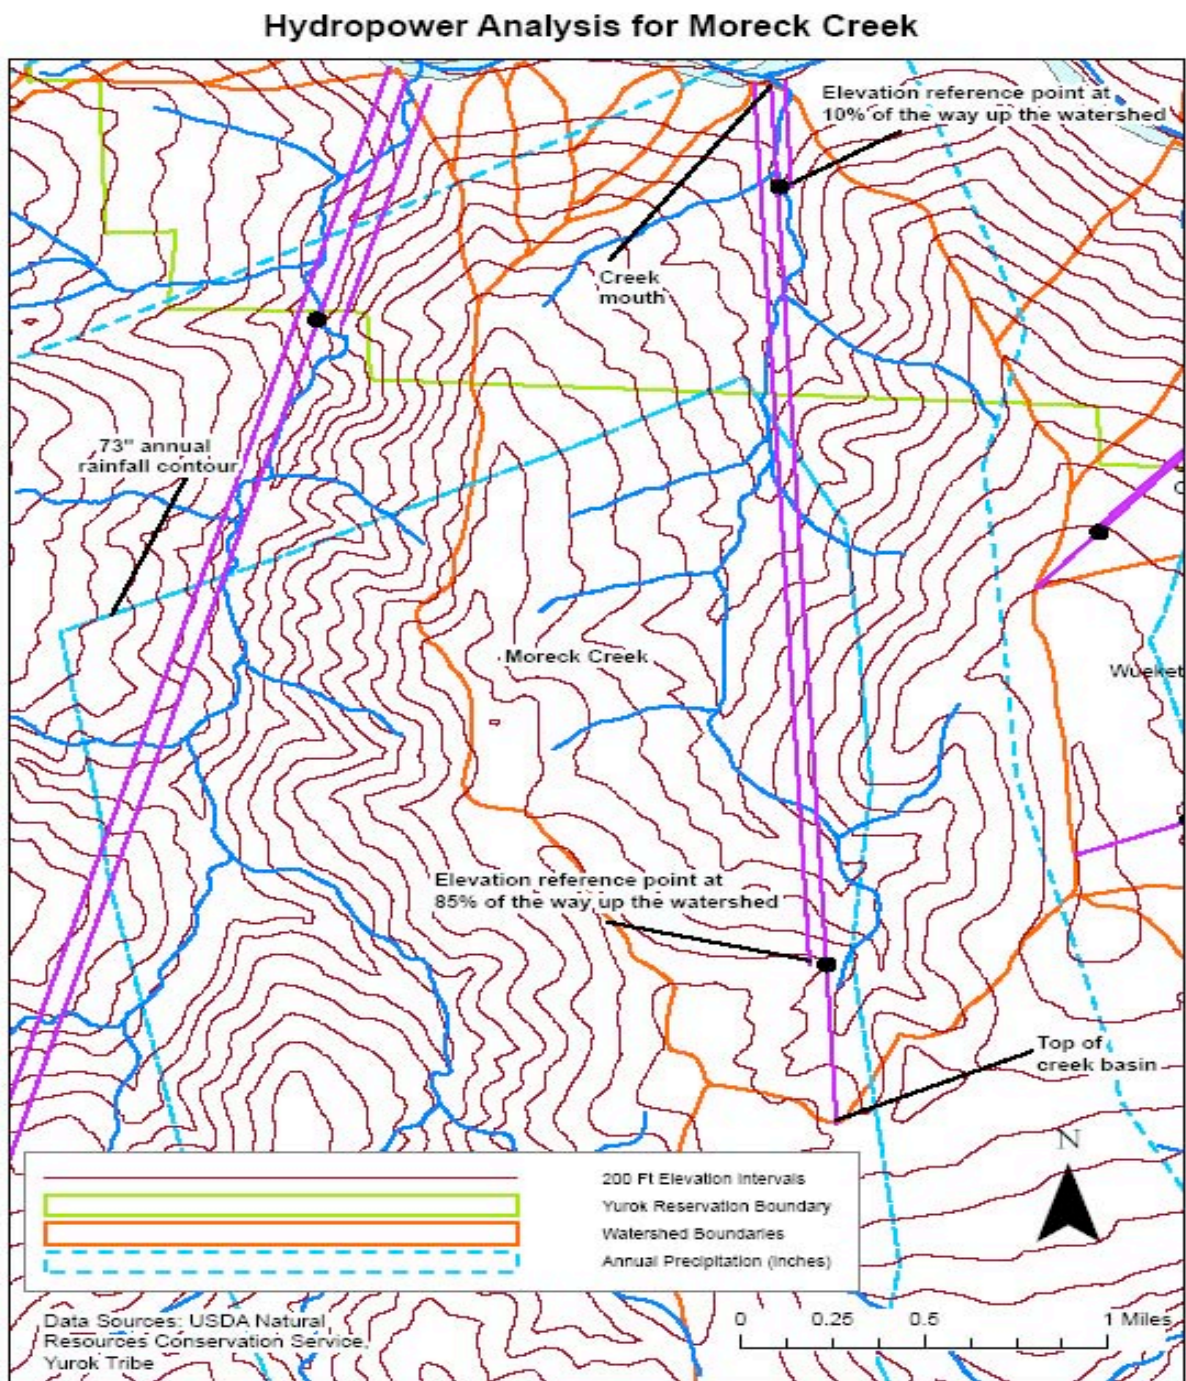 Hydropower Analysis for Moreck Creek
Elevation reference point at
10% of the way up the watershed
Creek
mouth
73" annual
rainfall contour
Moreck Creek
Wueket
Elevation reference point at
85% of the way up the watershed
Top of
creek basin
N
200 Ft Elevation Intervals
Yurok Reservation Boundary
Watershed Boundaries
Annual Precipitation (Inches)
0 0.25 0.5 1 Miles
Data Sources: USDA Natural
Resources Conservation Service,
Yurok Tribe